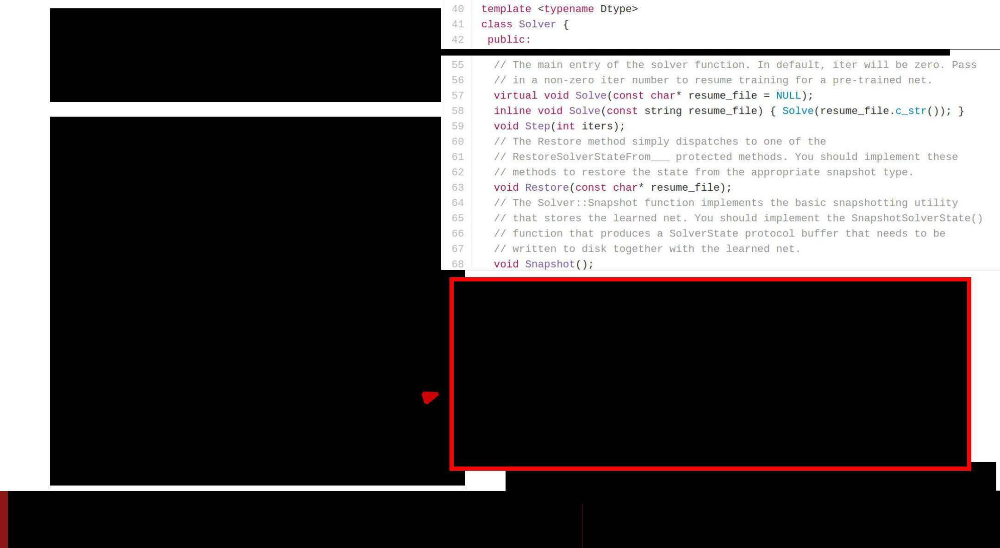 40 template <typename Dtype>
41 class Solver {
42 public:
55 // The main entry of the solver function. In default, iter will be zero. Pass
56 // in a non-zero iter number to resume training for a pre-trained net.
57 virtual void Solve(const char* resume_file = NULL);
58 inline void Solve(const string resume_file) { Solve(resume_file.c_str()); }
59 void Step(int iters);
60 // The Restore method simply dispatches to one of the
61 // RestoreSolverStateFrom___ protected methods. You should implement these
62 // methods to restore the state from the appropriate snapshot type.
63 void Restore(const char* resume_file);
64 // The Solver::Snapshot function implements the basic snapshotting utility
65 // that stores the learned net. You should implement the SnapshotSolverState()
66 // function that produces a SolverState protocol buffer that needs to be
67 // written to disk together with the learned net.
68 void Snapshot();